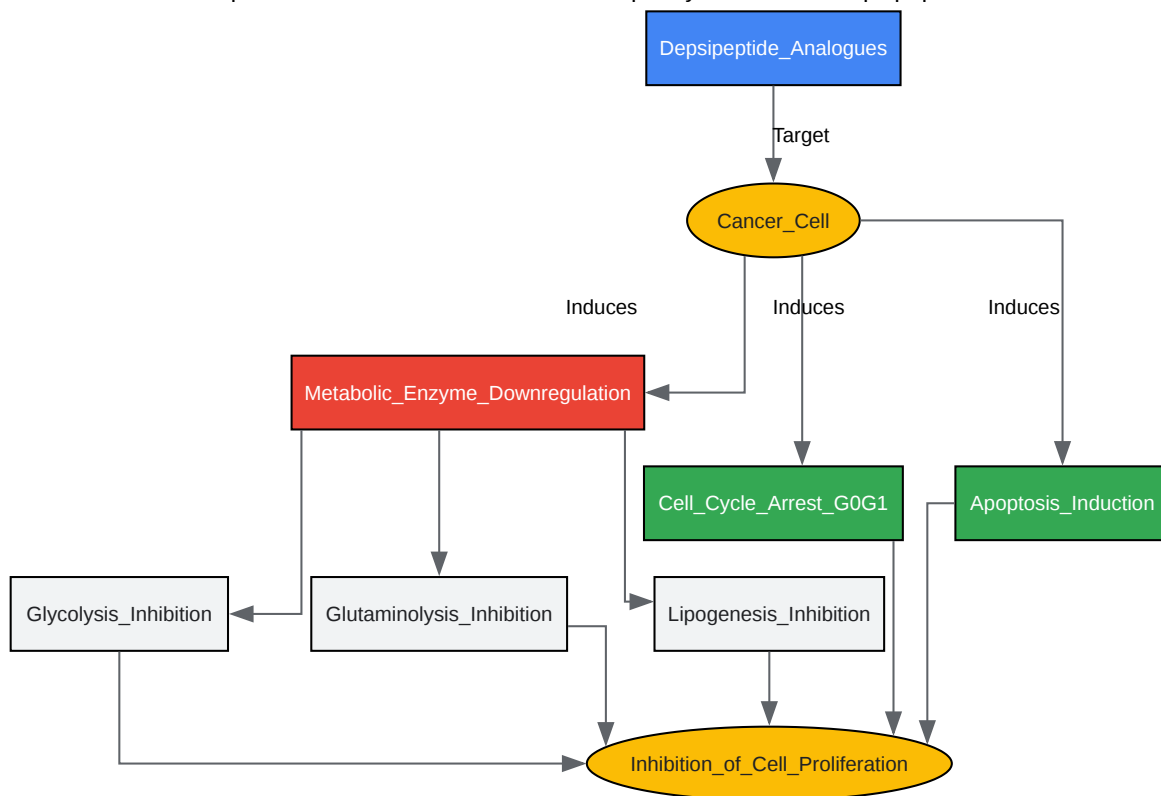 Depsipeptide_Analogues
Target
Cancer_Cell
Induces
Induces
Induces
Metabolic_Enzyme_Downregulation
Cell_Cycle_Arrest_G0G1
Apoptosis_Induction
Glycolysis_Inhibition
Glutaminolysis_Inhibition
Lipogenesis_Inhibition
Inhibition_of_Cell_Proliferation